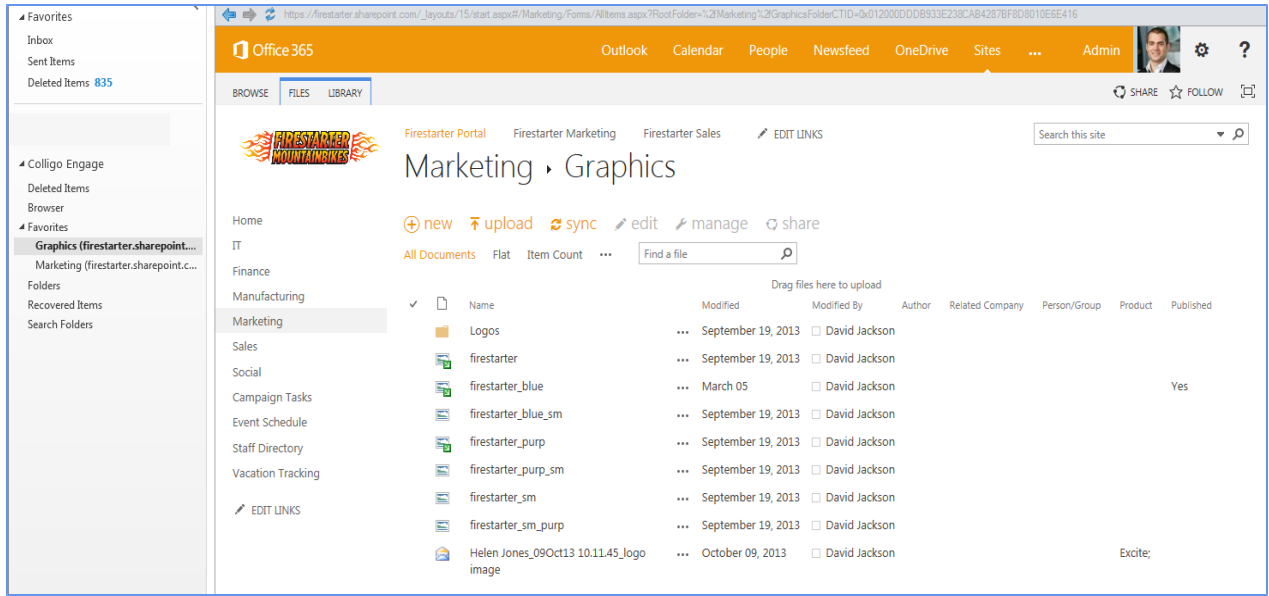 Favorites
Inbox
Sent Items
Deleted Items 835
Colligo Engage
Deleted Items
Browser
Favorites
Graphics (firestarter.sharepoint....
Marketing (firestarter.sharepoint.c...
Folders
Recovered Items
Search Folders
https://firestarter.sharepoint.com/_layouts/15/start.aspx#/Marketing/Forms/AllItems.aspx?RootFolder=%2fMarketing%2fGraphicsFolderCTID=0x012000DDDB933E238CAB4287BF8D8010E6E416
Office 365 Outlook Calendar People Newsfeed OneDrive Sites ... Admin ?
BROWSE FILES LIBRARY SHARE FOLLOW
FIRESTARTER
MOUNTAINBIKES
Firestarter Portal Firestarter Marketing Firestarter Sales EDIT LINKS Search this site
Marketing Graphics
Home
IT
Finance
Manufacturing
Marketing
Sales
Social
Campaign Tasks
Event Schedule
Staff Directory
Vacation Tracking
EDIT LINKS
new upload sync edit manage share
All Documents Flat Item Count ... Find a file
Drag files here to upload
Name Modified Modified By Author Related Company Person/Group Product Published
Logos ... September 19, 2013 David Jackson
firestarter ... September 19, 2013 David Jackson
firestarter_blue ... March 05 David Jackson Yes
firestarter_blue_sm ... September 19, 2013 David Jackson
firestarter_purp ... September 19, 2013 David Jackson
firestarter_purp_sm ... September 19, 2013 David Jackson
firestarter_sm ... September 19, 2013 David Jackson
firestarter_sm_purp ... September 19, 2013 David Jackson
Helen Jones_09Oct13 10.11.45_logo ... October 09, 2013 David Jackson Excite;
image